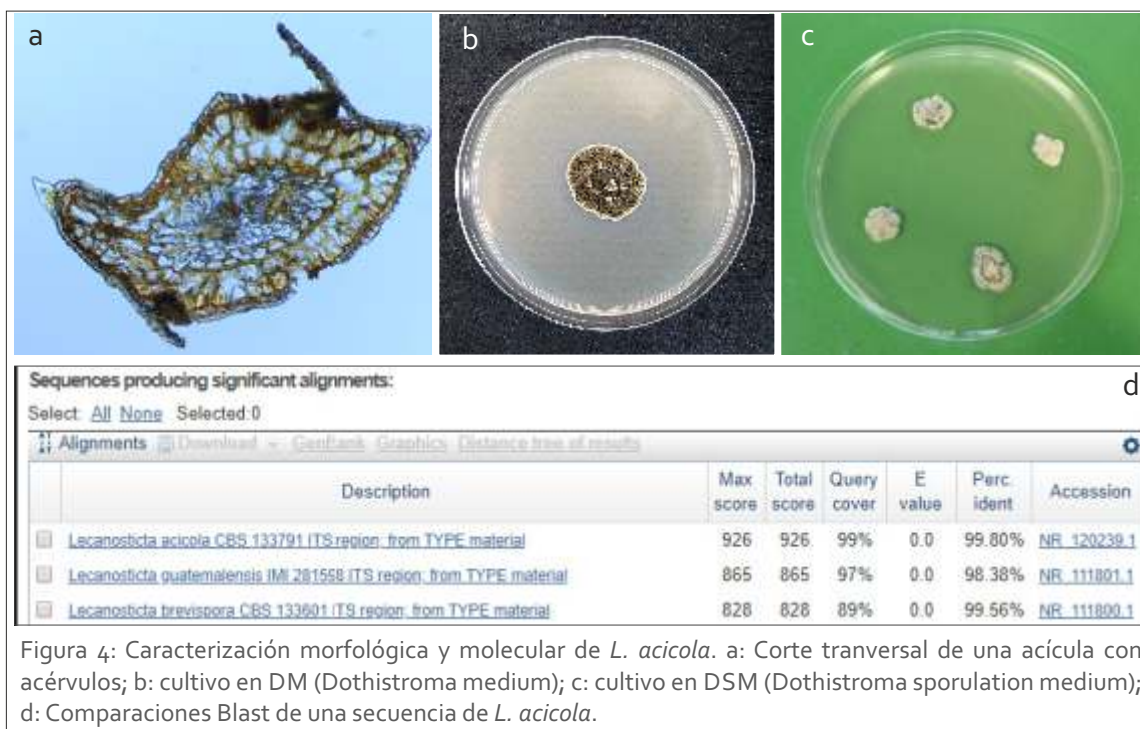 a
b
c
Sequences producing significant alignments:
d
Select: All None Selected:0
Alignments Download GenBank Graphics Distance tree of results
Description Max score Total score Query cover E value Perc. ident Accession
Lecanosticta acicola CBS 133791 ITS region; from TYPE material 926 926 99% 0.0 99.80% NR_120239.1
Lecanosticta guatemalensis IMI 281558 ITS region; from TYPE material 865 865 97% 0.0 98.38% NR_111801.1
Lecanosticta brevispora CBS 133601 ITS region; from TYPE material 828 828 89% 0.0 99.56% NR_111800.1
Figura 4: Caracterización morfológica y molecular de L. acicola. a: Corte tranversal de una acícula con
acérvulos; b: cultivo en DM (Dothistroma medium); c: cultivo en DSM (Dothistroma sporulation medium);
d: Comparaciones Blast de una secuencia de L. acicola.